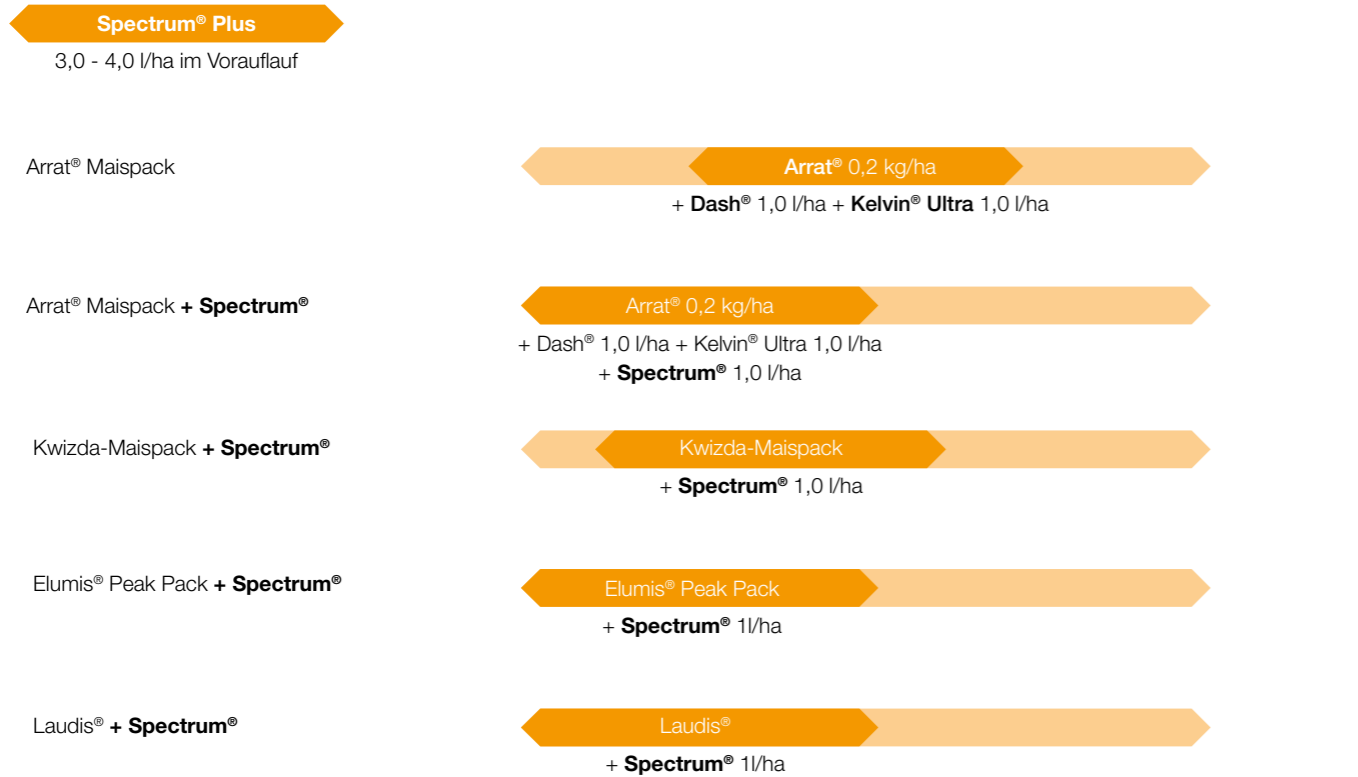 Spectrum® Plus
3,0 - 4,0 l/ha im Vorauflauf
Arrat® Maispack
Arrat® 0,2 kg/ha
+ Dash® 1,0 l/ha + Kelvin® Ultra 1,0 l/ha
Arrat® Maispack + Spectrum®
Arrat® 0,2 kg/ha
+ Dash® 1,0 l/ha + Kelvin® Ultra 1,0 l/ha
+ Spectrum® 1,0 l/ha
Kwizda-Maispack + Spectrum®
Kwizda-Maispack
+ Spectrum® 1,0 l/ha
Elumis® Peak Pack + Spectrum®
Elumis® Peak Pack
+ Spectrum® 1l/ha
Laudis® + Spectrum®
Laudis®
+ Spectrum® 1l/ha